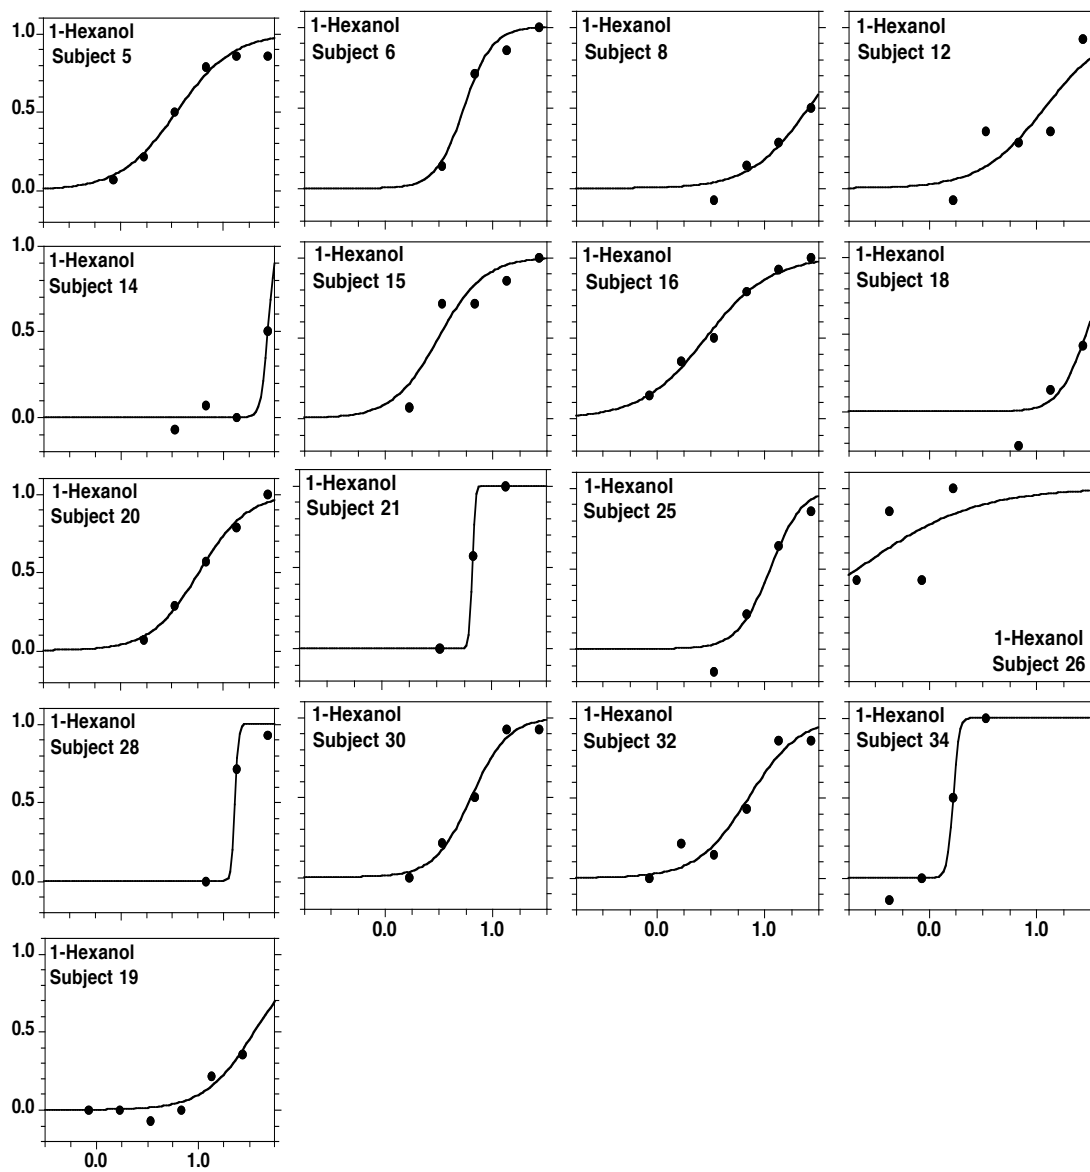 1.0
0.5
0.0
1-Hexanol
Subject 5
1-Hexanol
Subject 6
1-Hexanol
Subject 8
1-Hexanol
Subject 12
1.0
0.5
0.0
1-Hexanol
Subject 14
1-Hexanol
Subject 15
1-Hexanol
Subject 16
1-Hexanol
Subject 18
1.0
0.5
0.0
1-Hexanol
Subject 20
1-Hexanol
Subject 21
1-Hexanol
Subject 25
1-Hexanol
Subject 26
1.0
0.5
0.0
1-Hexanol
Subject 28
1-Hexanol
Subject 30
1-Hexanol
Subject 32
1-Hexanol
Subject 34
0.0 1.0
0.0 1.0
0.0 1.0
1.0
0.5
0.0
1-Hexanol
Subject 19
0.0 1.0